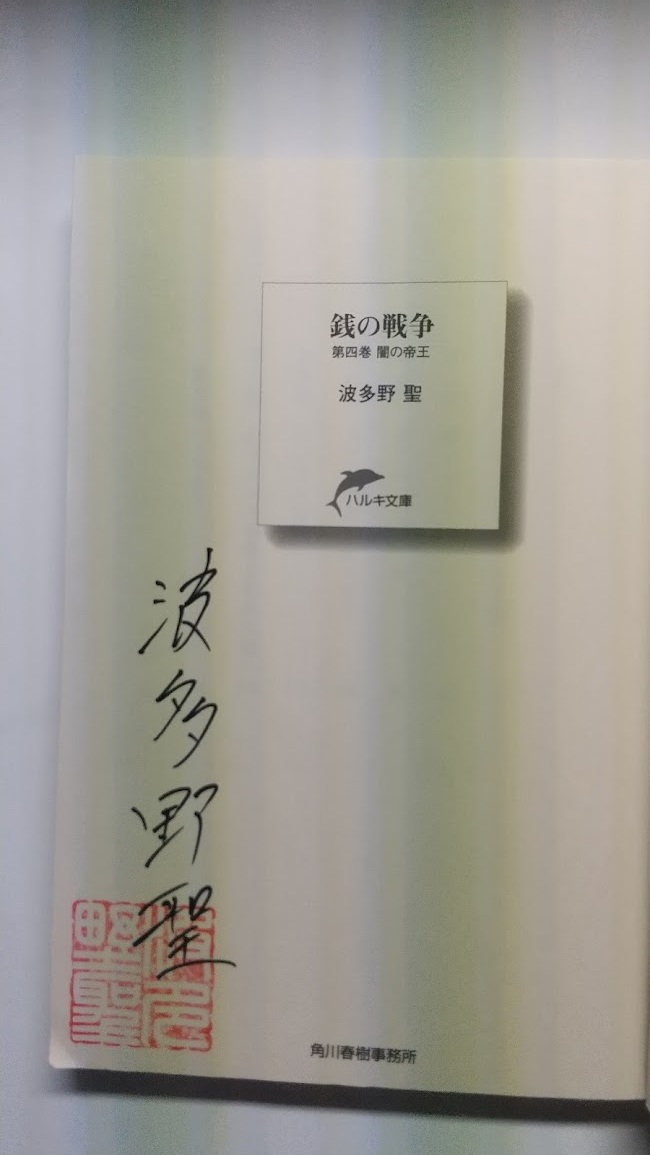 銭の戦争
第四巻 闇の帝王
波多野 聖
ハルキ文庫
波多野聖
角川春樹事務所